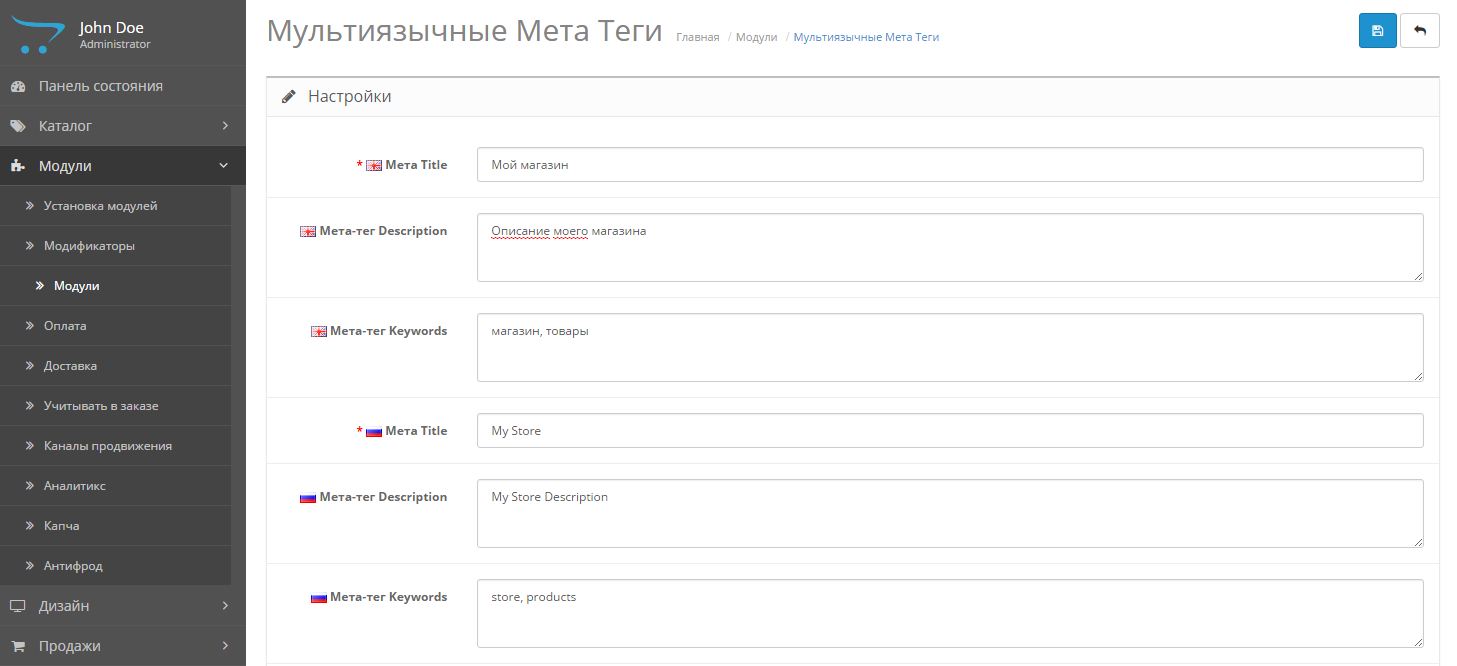 John Doe
Administrator
Панель состояния
Каталог
Модули
Установка модулей
Модификаторы
Модули
Оплата
Доставка
Учитывать в заказе
Каналы продвижения
Аналитикс
Капча
Антифрод
Дизайн
Продажи
Мультиязычные Мета Теги
Главная / Модули / Мультиязычные Мета Теги
Настройки
* Мета Title
Мой магазин
Мета-тег Description
Описание моего магазина
Мета-тег Keywords
магазин, товары
* Мета Title
My Store
Мета-тег Description
My Store Description
Мета-тег Keywords
store, products